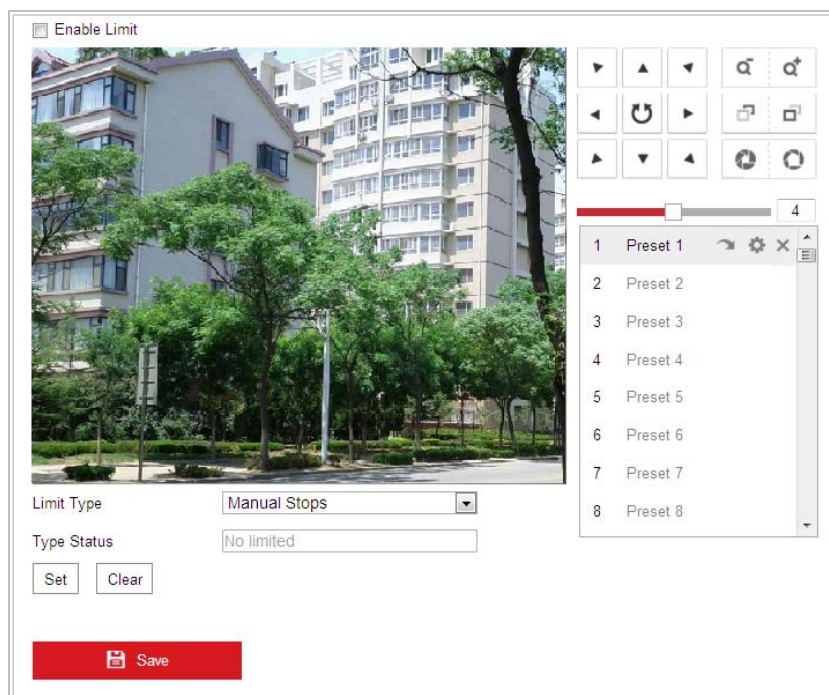 Enable Limit
4
1 Preset 1
2 Preset 2
3 Preset 3
4 Preset 4
5 Preset 5
6 Preset 6
7 Preset 7
8 Preset 8
Limit Type Manual Stops
Type Status No limited
Set Clear
Save